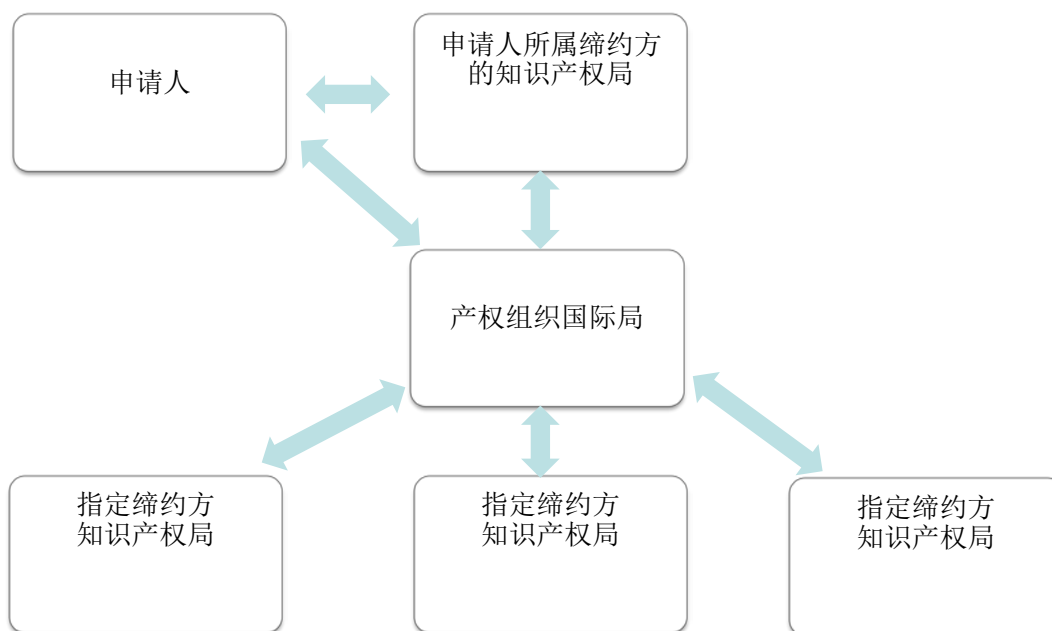 申请人
申请人所属缔约方
的知识产权局
产权组织国际局
指定缔约方
知识产权局
指定缔约方
知识产权局
指定缔约方
知识产权局